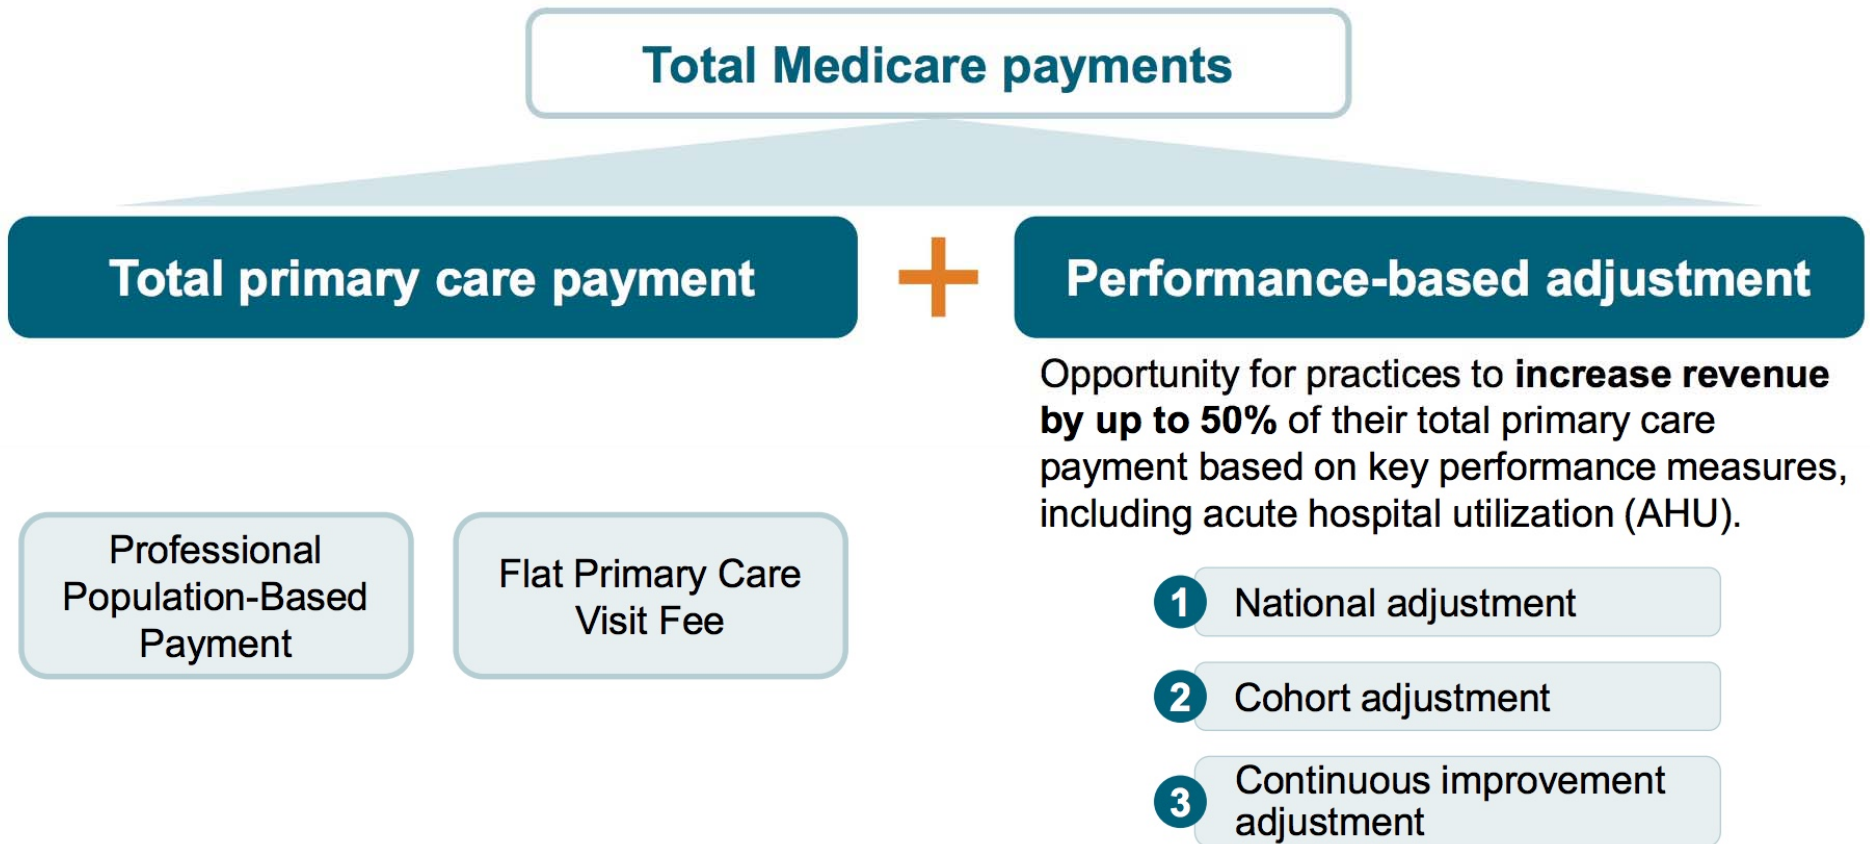 Total Medicare payments
Total primary care payment
+
Performance-based adjustment
Professional
Population-Based
Payment
Flat Primary Care
Visit Fee
Opportunity for practices to increase revenue
by up to 50% of their total primary care
payment based on key performance measures,
including acute hospital utilization (AHU).
1 National adjustment
2 Cohort adjustment
3 Continuous improvement
adjustment